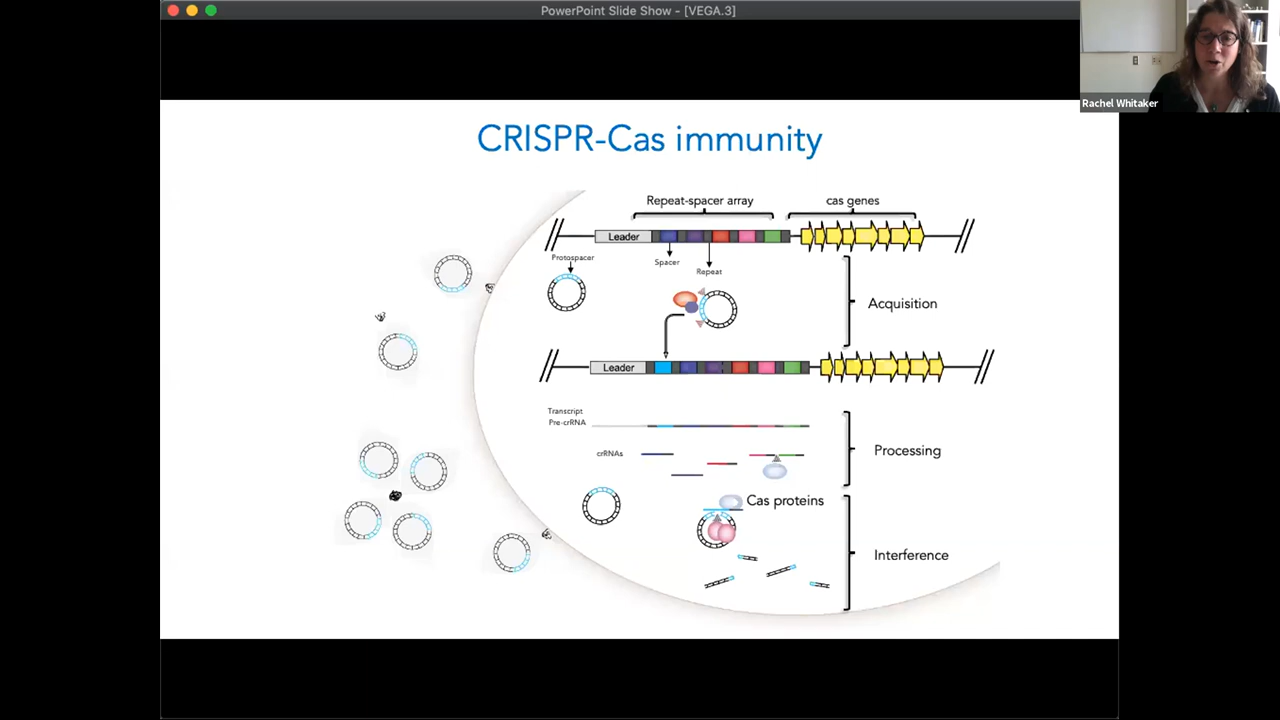 PowerPoint Slide Show - [VEGA.3]
Rachel Whitaker
CRISPR-Cas immunity
Repeat-spacer array
cas genes
Leader
Protospacer
Spacer
Repeat
Acquisition
Leader
Transcript
Pre-crRNA
Processing
crRNAs
Cas proteins
Interference